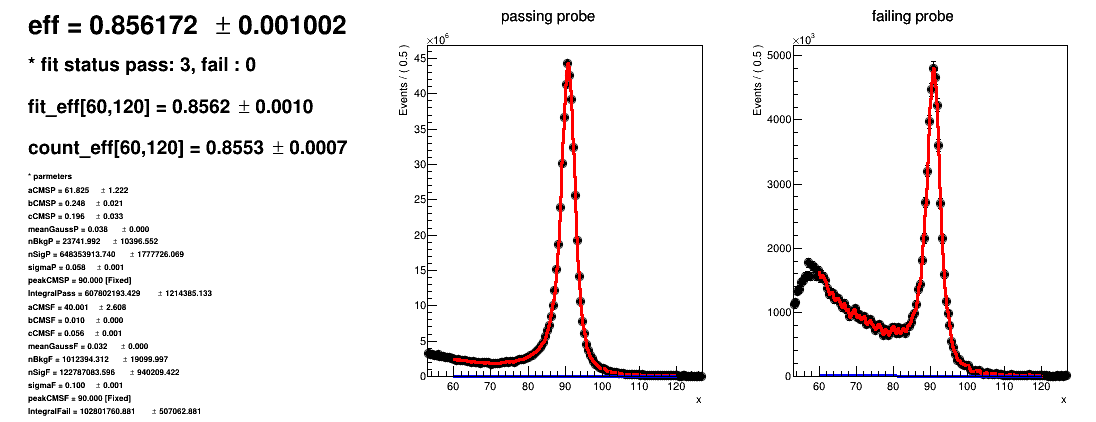 eff = 0.856172 ± 0.001002
* fit status pass: 3, fail : 0
fit_eff[60,120] = 0.8562 ± 0.0010
count_eff[60,120] = 0.8553 ± 0.0007
* parmeters
aCMSP = 61.825 ± 1.222
bCMSP = 0.248 ± 0.021
cCMSP = 0.196 ± 0.033
meanGaussP = 0.038 ± 0.000
nBkgP = 23741.992 ± 10396.552
nSigP = 648353913.740 ± 1777726.069
sigmaP = 0.058 ± 0.001
peakCMSP = 90.000 [Fixed]
IntegralPass = 607802193.429 ± 1214385.133
aCMSF = 40.001 ± 2.608
bCMSF = 0.010 ± 0.000
cCMSF = 0.056 ± 0.001
meanGaussF = 0.032 ± 0.000
nBkgF = 1012394.312 ± 19099.997
nSigF = 122787083.596 ± 940209.422
sigmaF = 0.100 ± 0.001
peakCMSF = 90.000 [Fixed]
IntegralFail = 102801760.881 ± 507062.881
passing probe
×10⁶
Events / ( 0.5 )
45
40
35
30
25
20
15
10
5
0
60 70 80 90 100 110 120
x
failing probe
×10³
Events / ( 0.5 )
5000
4000
3000
2000
1000
0
60 70 80 90 100 110 120
x